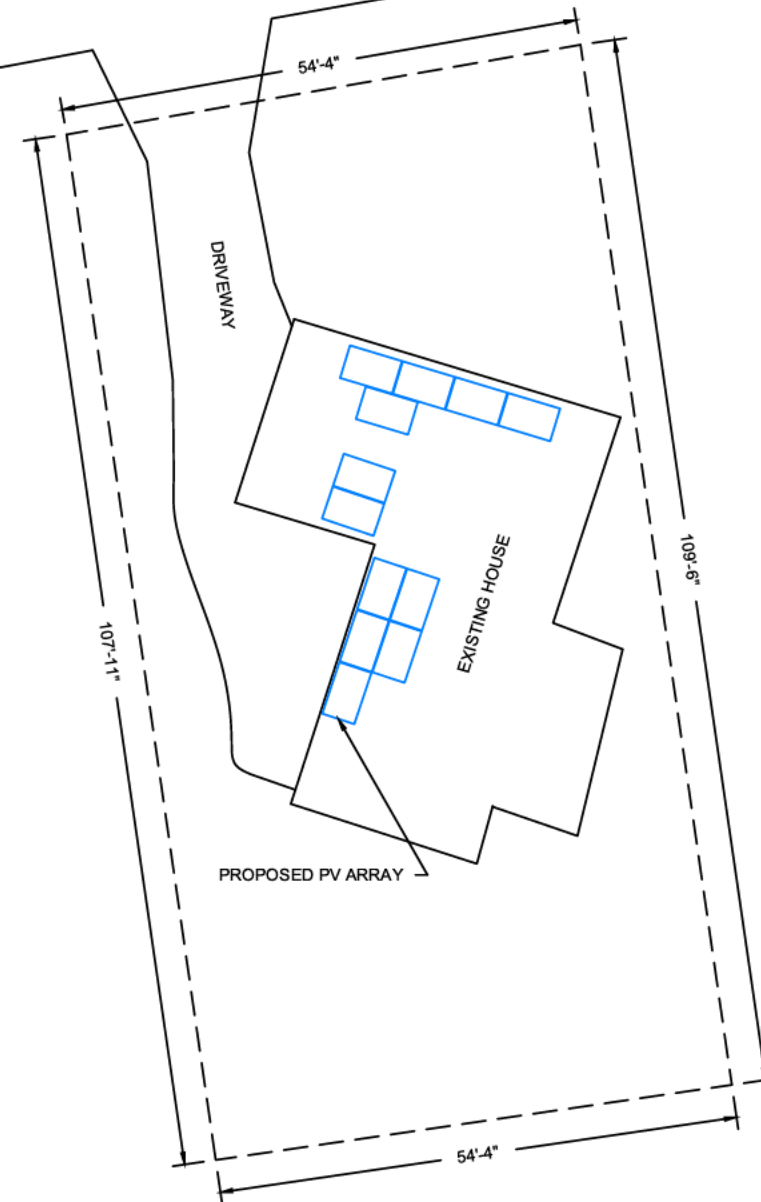 54'-4"
DRIVEWAY
109'-6"
EXISTING HOUSE
107'-11"
PROPOSED PV ARRAY
54'-4"